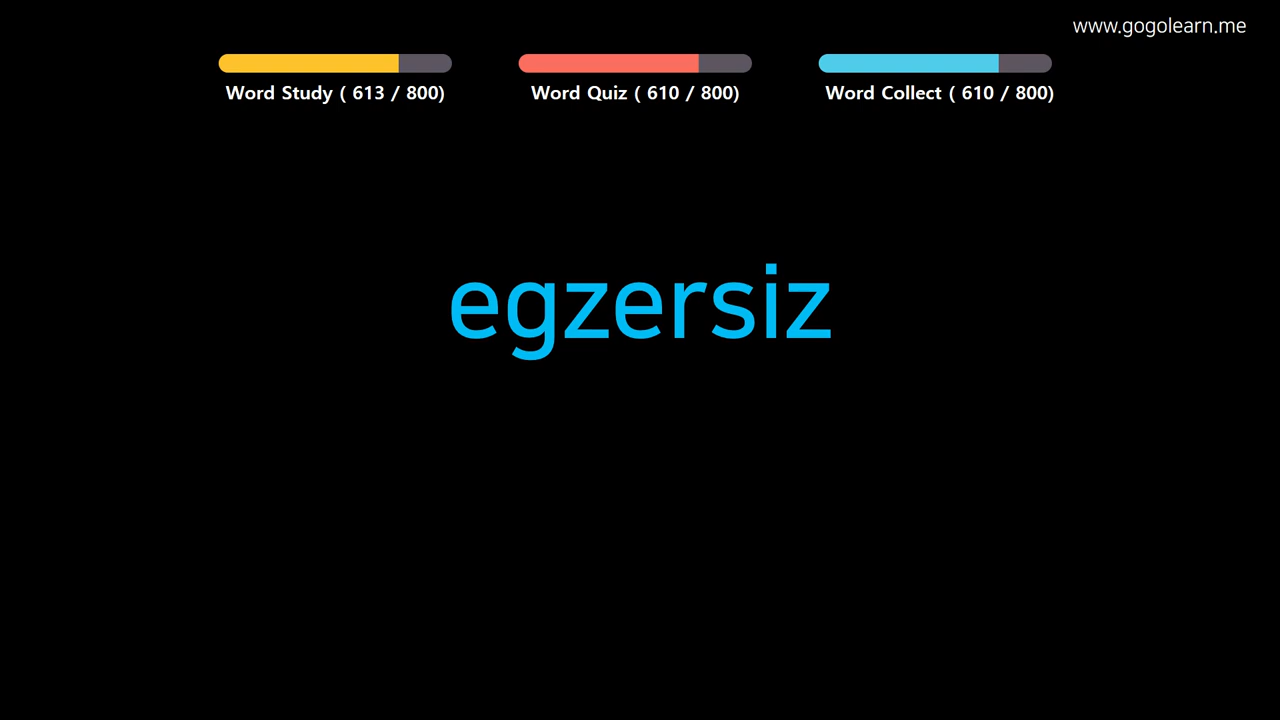 www.gogolearn.me
Word Study ( 613 / 800)
Word Quiz ( 610 / 800)
Word Collect ( 610 / 800)
egzersiz